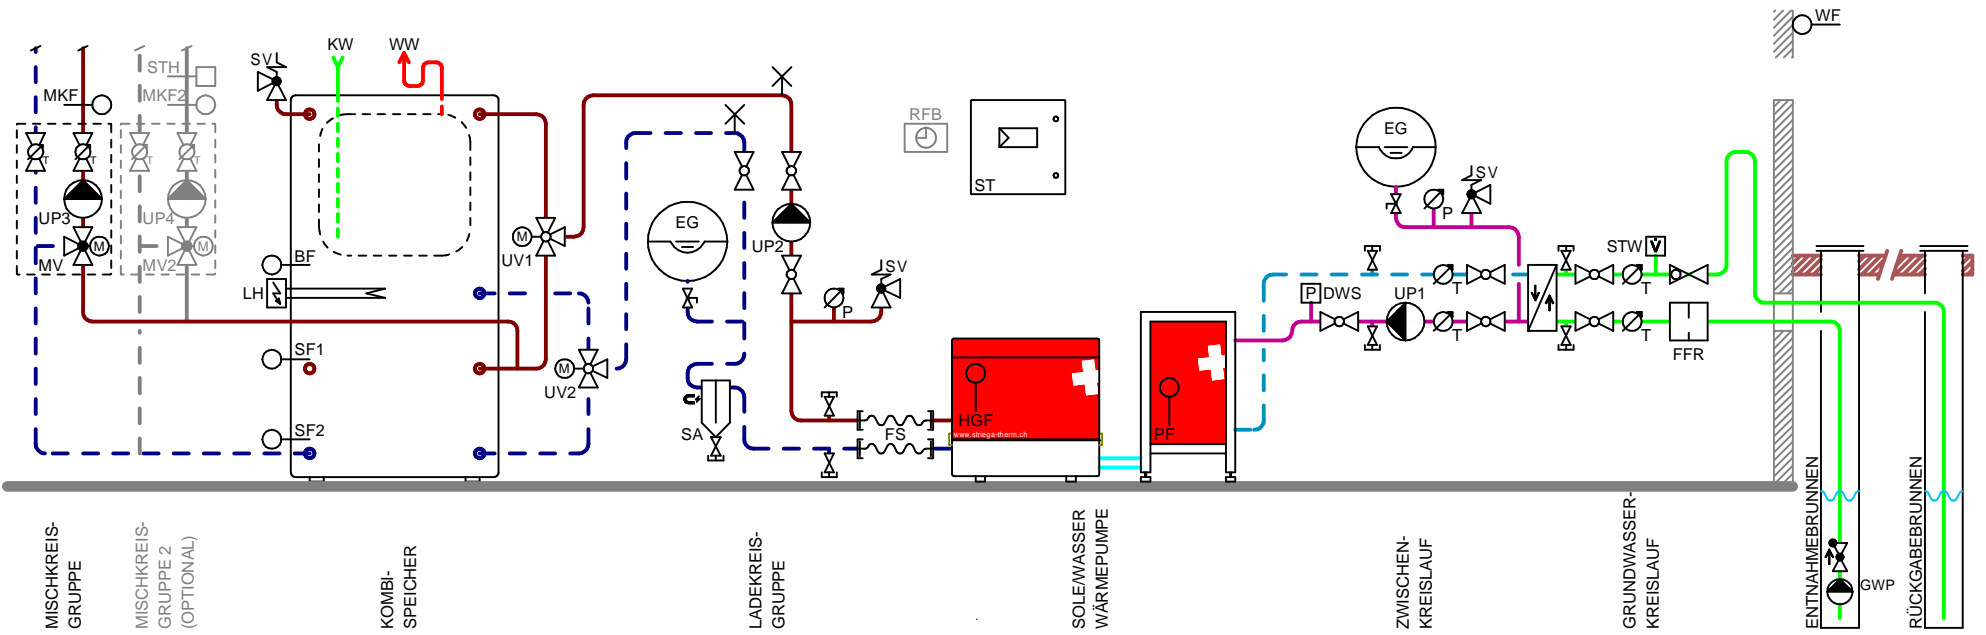 WF
KW
WW
SV
STH
MKF
MKF2
T
T
T
T
UP3
UP4
M
M
MV
MV2
BF
LH
SF1
SF2
M
UV1
M
UV2
EG
UP2
SV
P
SA
FS
RFB
ST
HGF
www.striega-therm.ch
PF
EG
P
SV
P
DWS
UP1
T
T
STW
V
T
T
FFR
GWP
MISCHKREIS-
GRUPPE
MISCHKREIS-
GRUPPE 2
(OPTIONAL)
KOMBI-
SPEICHER
LADEKREIS-
GRUPPE
SOLE/WASSER
WÄRMEPUMPE
ZWISCHEN-
KREISLAUF
GRUNDWASSER-
KREISLAUF
ENTNAHMEBRUNNEN
RÜCKGABEBRUNNEN